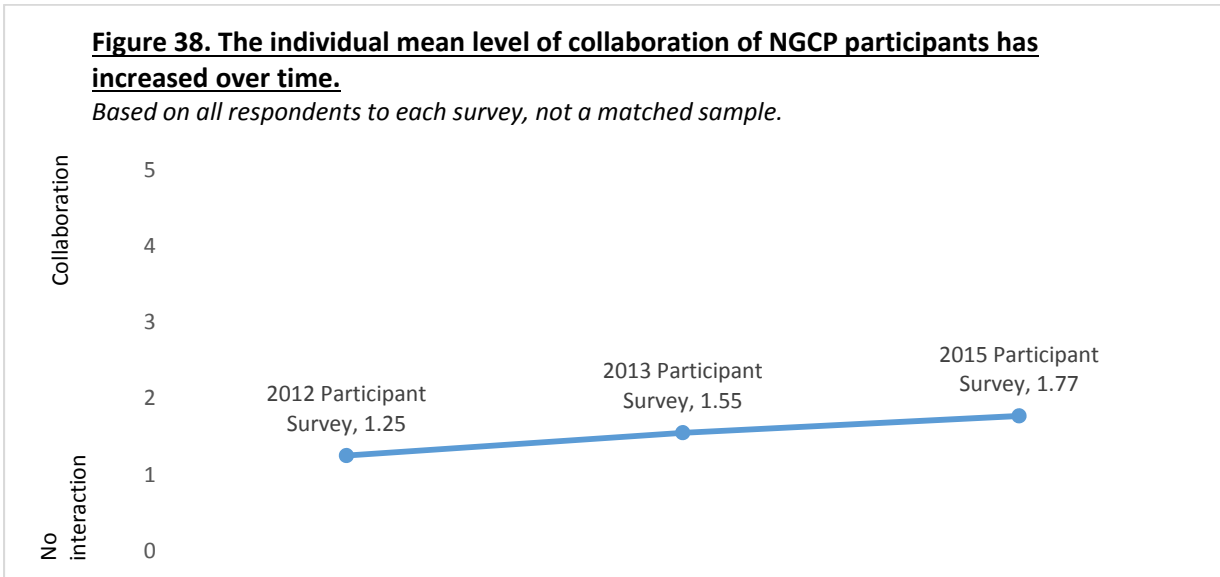 Figure 38. The individual mean level of collaboration of NGCP participants has
increased over time.
Based on all respondents to each survey, not a matched sample.
Collaboration
5
4
3
2
1
0
No
interaction
2012 Participant
Survey, 1.25
2013 Participant
Survey, 1.55
2015 Participant
Survey, 1.77